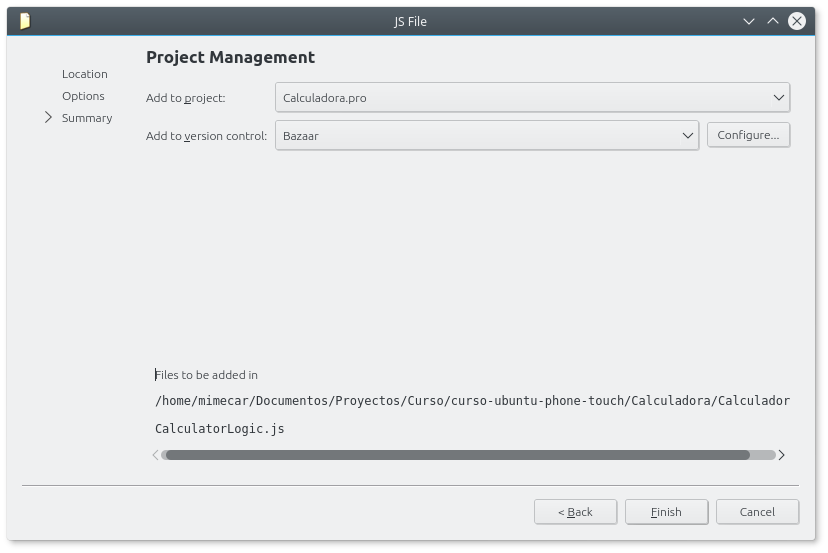 JS File
Project Management
Location
Options
Summary
Add to project:
Calculadora.pro
Add to version control:
Bazaar
Configure...
Files to be added in
/home/mimecar/Documentos/Proyectos/Curso/curso-ubuntu-phone-touch/Calculadora/Calculador
CalculatorLogic.js
< Back
Finish
Cancel